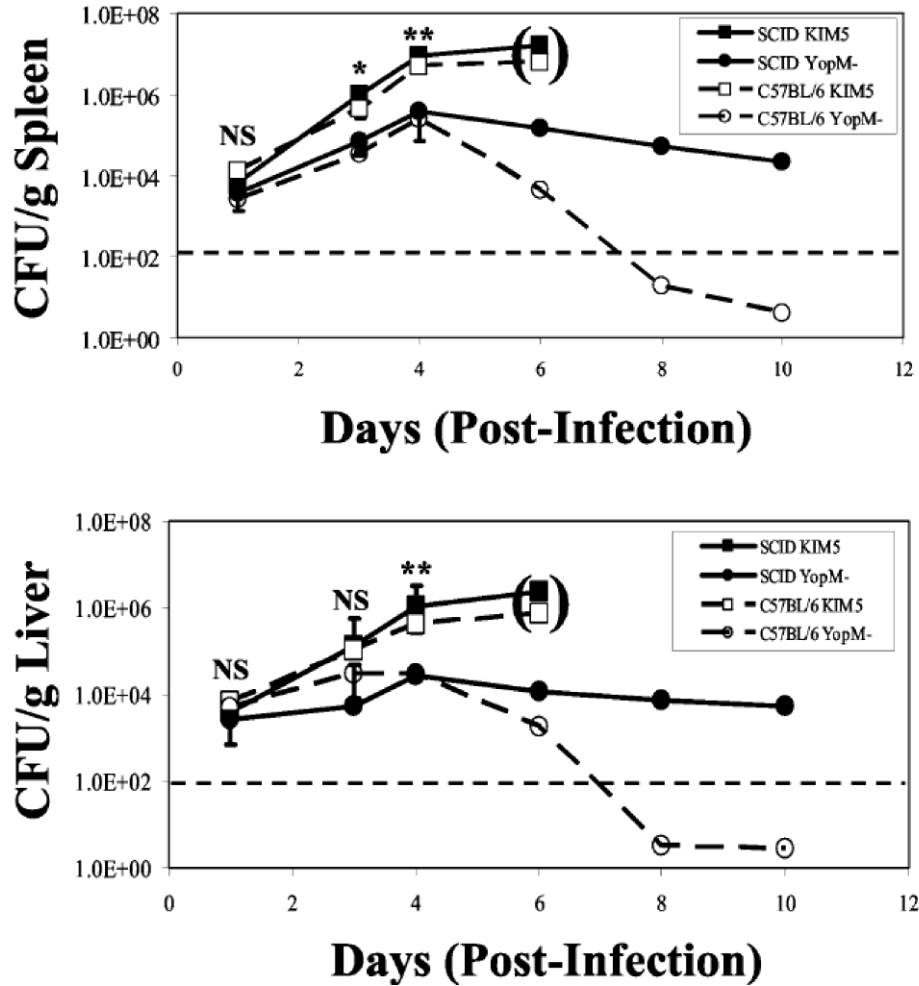 CFU/g Spleen
1.0E+08
1.0E+06
1.0E+04
1.0E+02
1.0E+00
NS
*
**
( )
SCID KIM5
SCID YopM-
C57BL/6 KIM5
C57BL/6 YopM-
0 2 4 6 8 10 12
Days (Post-Infection)
CFU/g Liver
1.0E+08
1.0E+06
1.0E+04
1.0E+02
1.0E+00
NS
NS
**
( )
SCID KIM5
SCID YopM-
C57BL/6 KIM5
C57BL/6 YopM-
0 2 4 6 8 10 12
Days (Post-Infection)